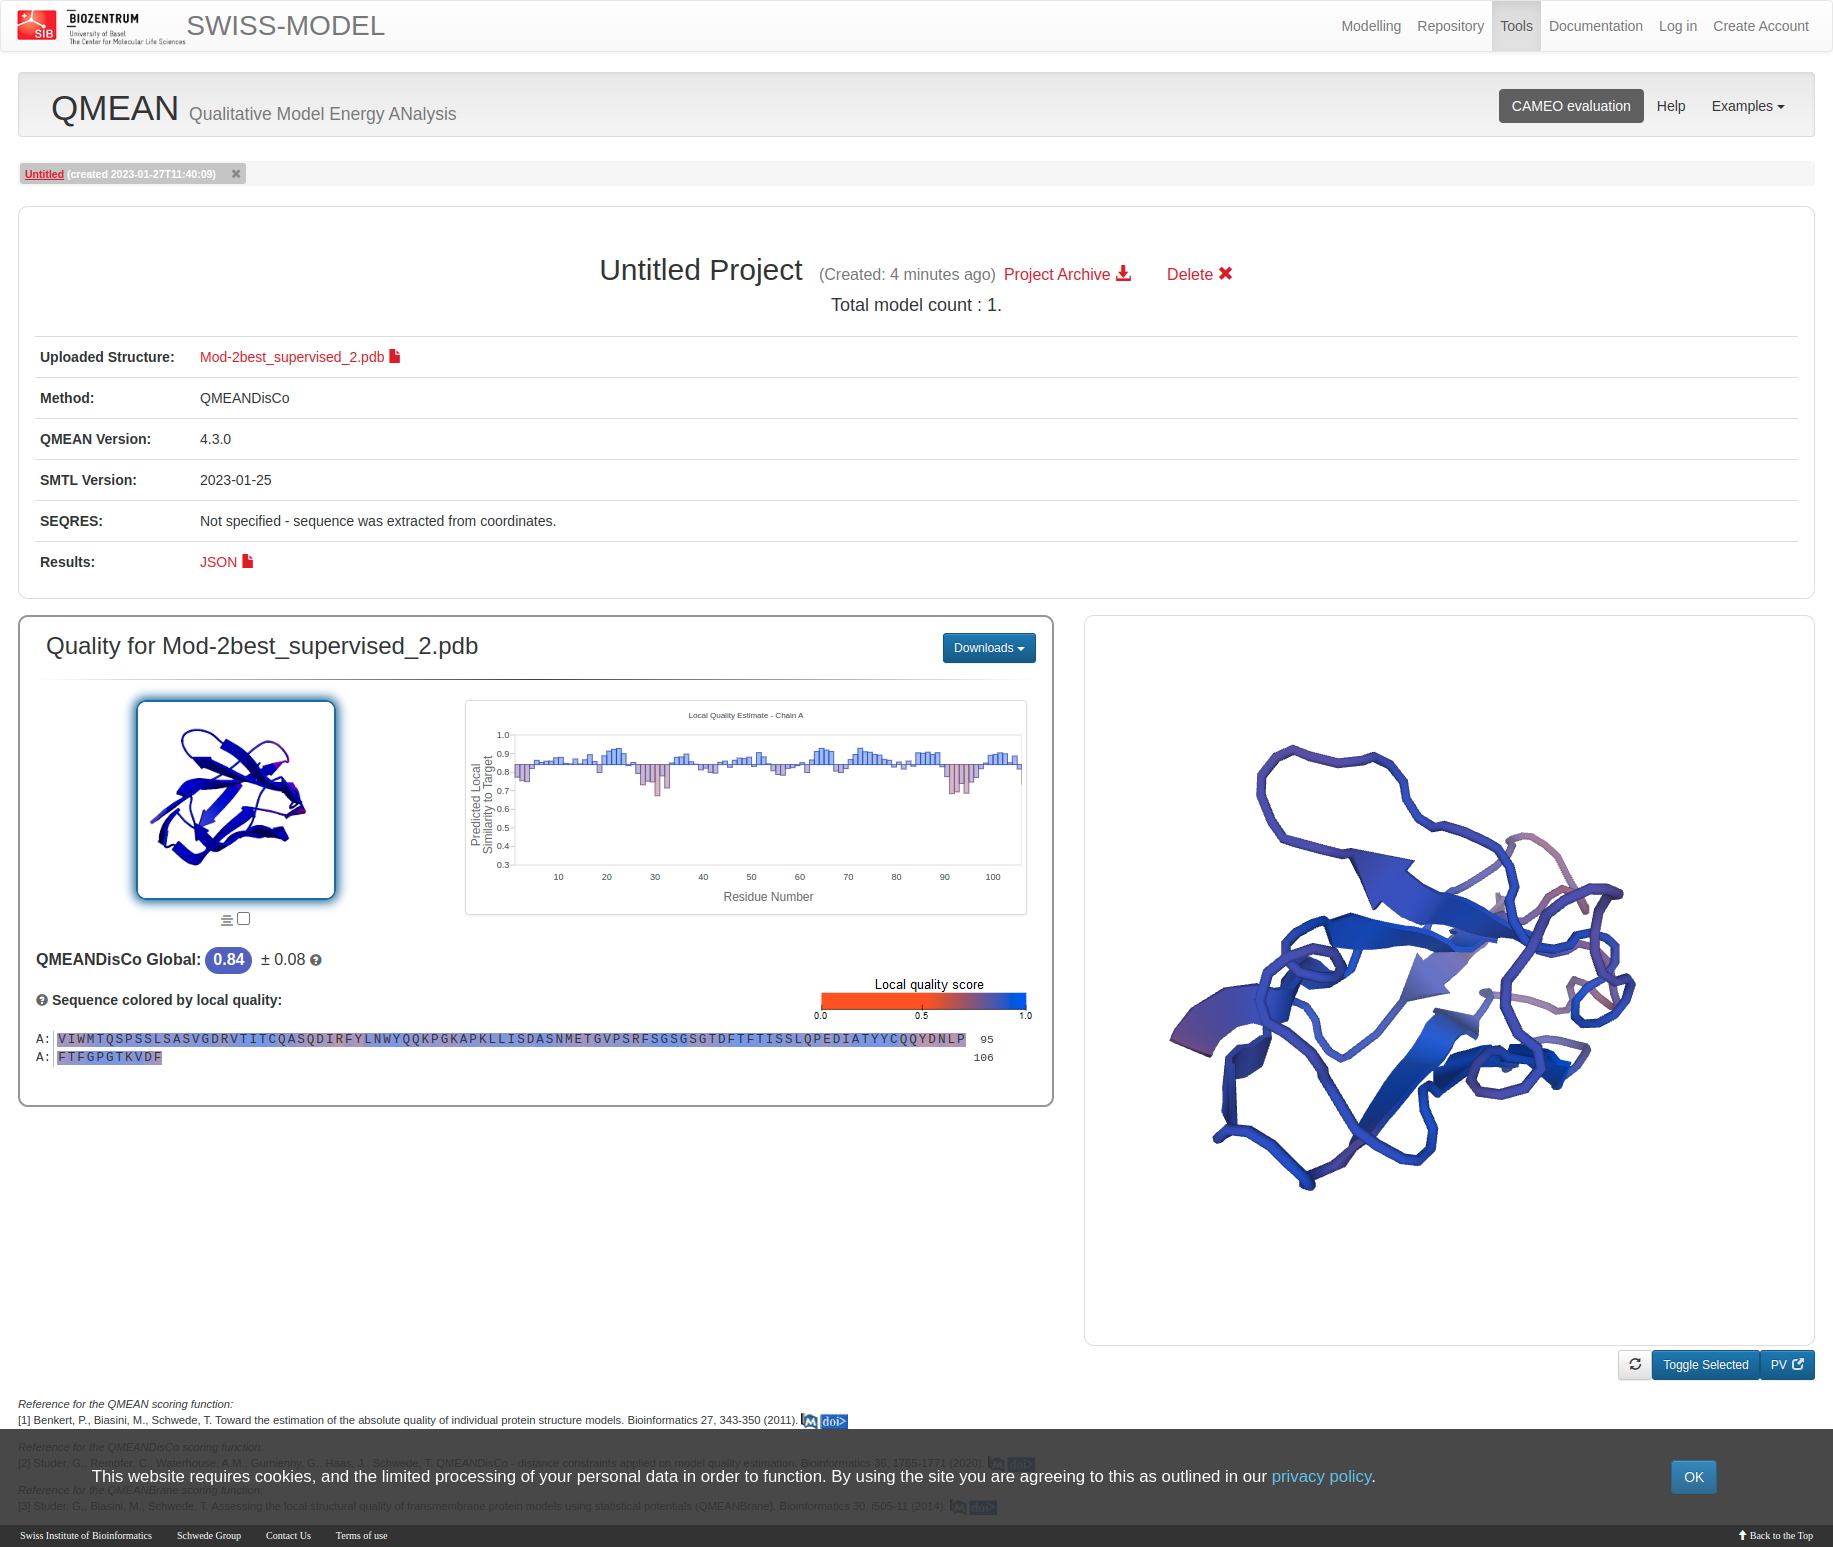 SIB
BIOZENTRUM
University of Basel
The Center for Molecular Life Sciences
SWISS-MODEL
Modelling
Repository
Tools
Documentation
Log in
Create Account
QMEAN Qualitative Model Energy ANalysis
CAMEO evaluation
Help
Examples
Untitled (created 2023-01-27T11:40:09)
Untitled Project (Created: 4 minutes ago) Project Archive Delete
Total model count : 1.
Uploaded Structure: Mod-2best_supervised_2.pdb
Method: QMEANDisCo
QMEAN Version: 4.3.0
SMTL Version: 2023-01-25
SEQRES: Not specified - sequence was extracted from coordinates.
Results: JSON
Quality for Mod-2best_supervised_2.pdb
Downloads
Local Quality Estimate - Chain A
Predicted Local
Similarity to Target
1.0
0.9
0.8
0.7
0.6
0.5
0.4
0.3
10 20 30 40 50 60 70 80 90 100
Residue Number
QMEANDisCo Global: 0.84 ± 0.08
Sequence colored by local quality:
Local quality score
0.0 0.5 1.0
A: VIWMTQSPSSLSASVGDRVTITCQASQDIRFYLNWYQQKPGKAPKLLISDASNMETGVPSRFSGSGSGTDFTFTISSLQPEDIATYYCQQYDNLP 95
A: FTFGPGTKVDF 106
Toggle Selected
PV
Reference for the QMEAN scoring function:
[1] Benkert, P., Biasini, M., Schwede, T. Toward the estimation of the absolute quality of individual protein structure models. Bioinformatics 27, 343-350 (2011). M doi>
Reference for the QMEANDisCo scoring function:
[2] Studer, G., Rempfer, C., Waterhouse, A.M., Gumienny, G., Haas, J., Schwede, T. QMEANDisCo - distance constraints applied on model quality estimation. Bioinformatics 36, 1765-1771 (2020). M doi>
This website requires cookies, and the limited processing of your personal data in order to function. By using the site you are agreeing to this as outlined in our privacy policy.
OK
Reference for the QMEANBrane scoring function:
[3] Studer, G., Biasini, M., Schwede, T. Assessing the local structural quality of transmembrane protein models using statistical potentials (QMEANBrane). Bioinformatics 30, i505-11 (2014). M doi>
Swiss Institute of Bioinformatics
Schwede Group
Contact Us
Terms of use
Back to the Top